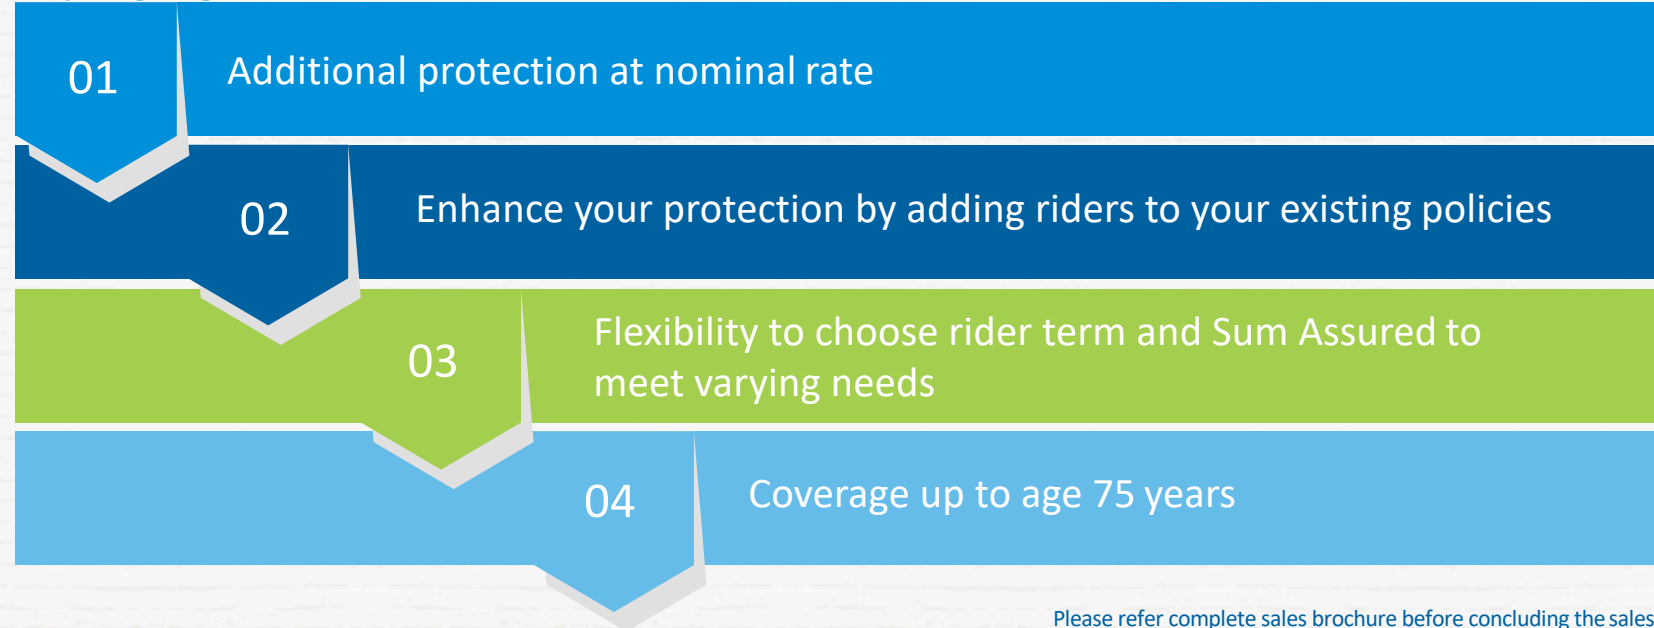 01
Additional protection at nominal rate
02
Enhance your protection by adding riders to your existing policies
03
Flexibility to choose rider term and Sum Assured to
meet varying needs
04
Coverage up to age 75 years
Please refer complete sales brochure before concluding the sales